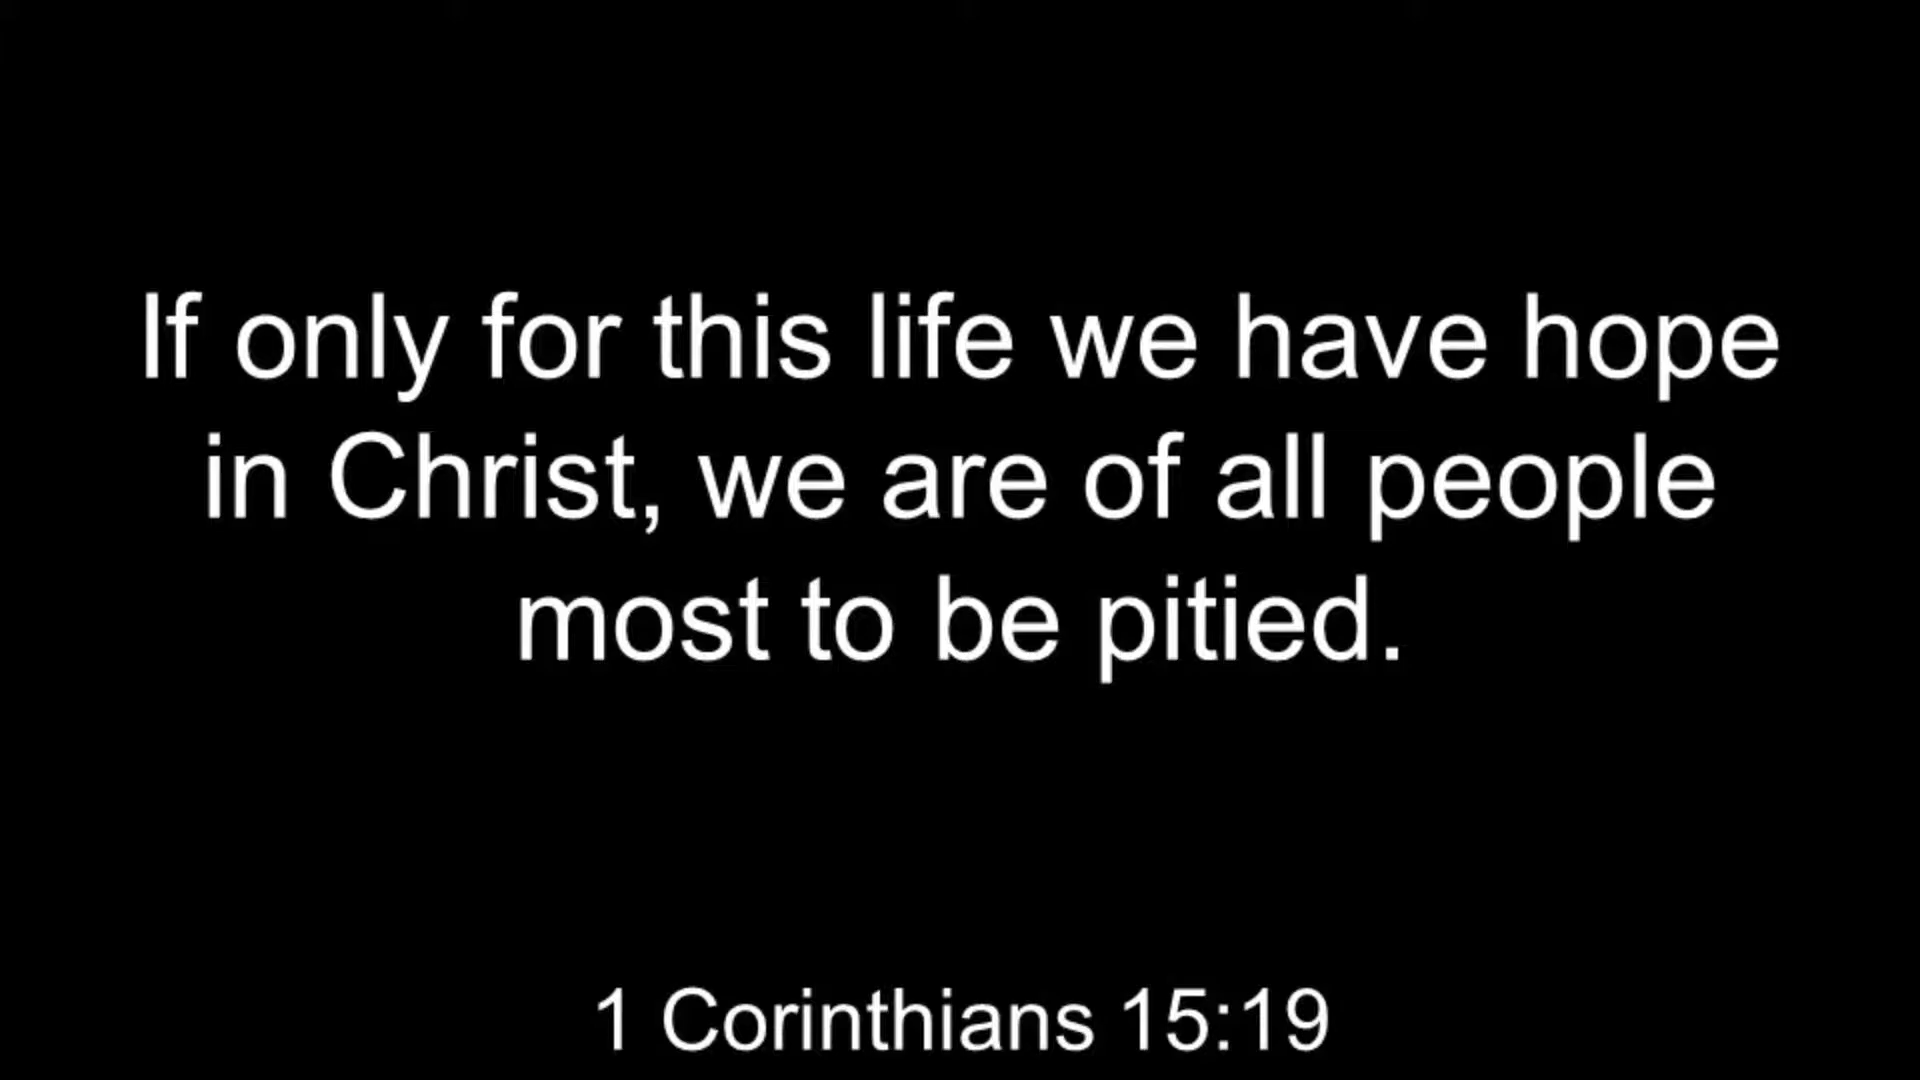 If only for this life we have hope
in Christ, we are of all people
most to be pitied.
1 Corinthians 15:19